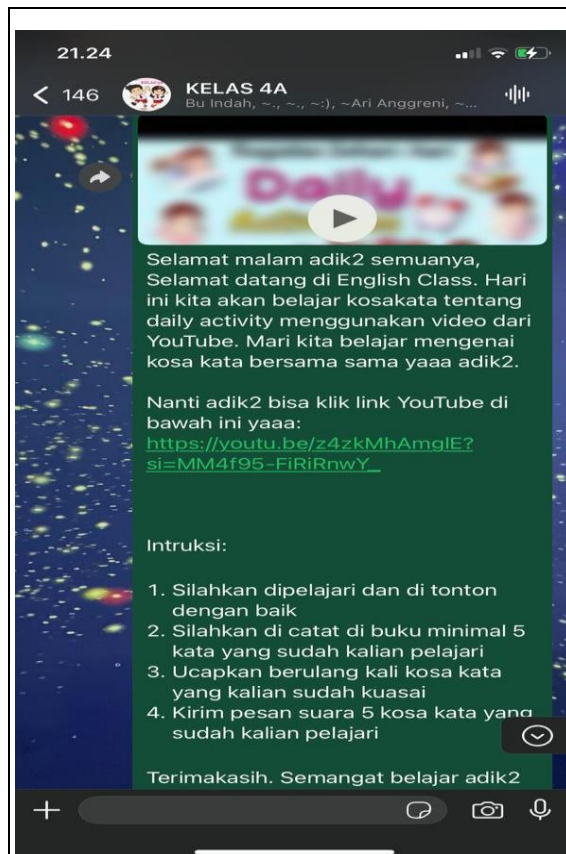 21.24
146
KELAS 4A
Bu Indah, ~., ~., ~:), ~Ari Anggreni, ~...
Daily
Selamat malam adik2 semuanya,
Selamat datang di English Class. Hari
ini kita akan belajar kosakata tentang
daily activity menggunakan video dari
YouTube. Mari kita belajar mengenai
kosa kata bersama sama yaaa adik2.
Nanti adik2 bisa klik link YouTube di
bawah ini yaaa:
https://youtu.be/z4zkMhAmglE?
si=MM4f95-FiRiRnwY_
Intruksi:
1. Silahkan dipelajari dan di tonton
dengan baik
2. Silahkan di catat di buku minimal 5
kata yang sudah kalian pelajari
3. Ucapkan berulang kali kosa kata
yang kalian sudah kuasai
4. Kirim pesan suara 5 kosa kata yang
sudah kalian pelajari
Terimakasih. Semangat belajar adik2